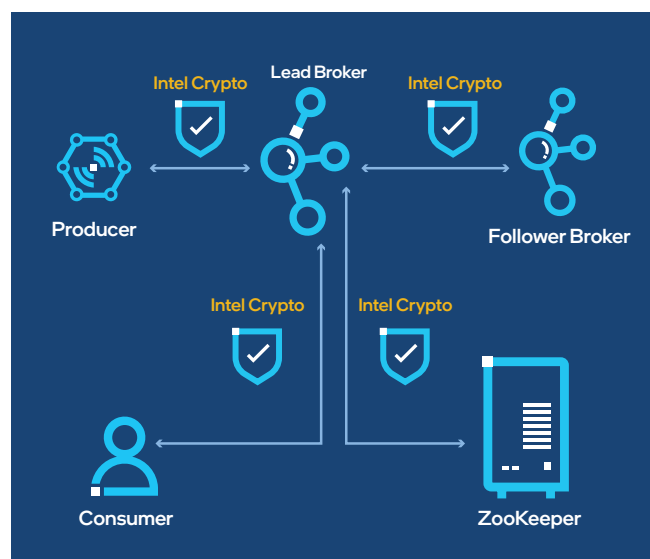 Lead Broker
Intel Crypto
Intel Crypto
Producer
Follower Broker
Intel Crypto
Intel Crypto
Consumer
ZooKeeper